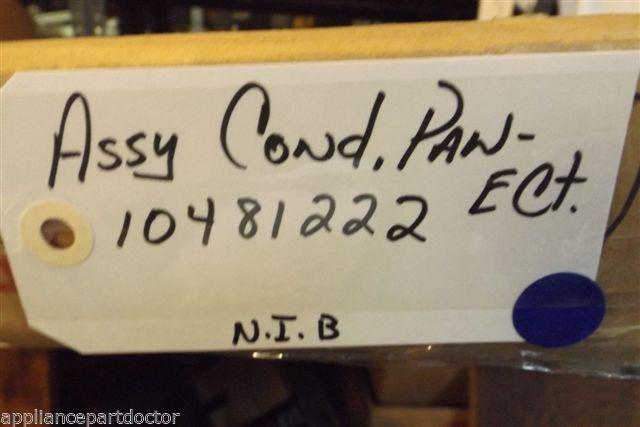 Assy Cond, PAN-
ECt.
10481222
N.I.B
appliancepartdoctor